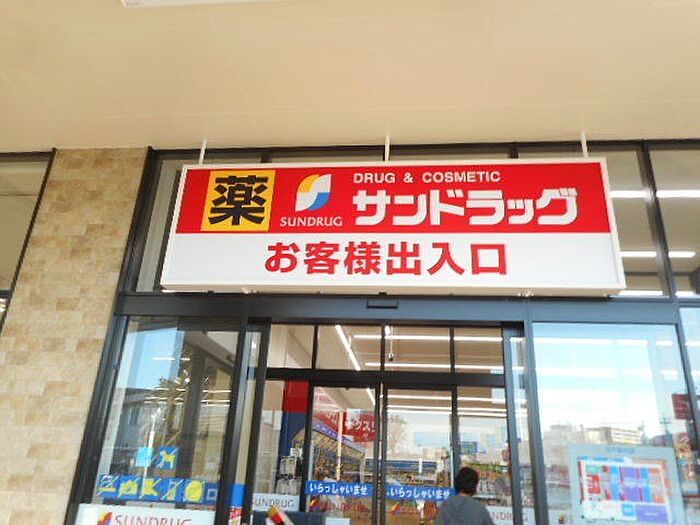 薬
SUNDRUG
DRUG & COSMETIC
サンドラッグ
お客様出入口
いらっしゃいませ
いらっしゃいませ
SUNDRUG
SUNDRUG
SUNDRUG